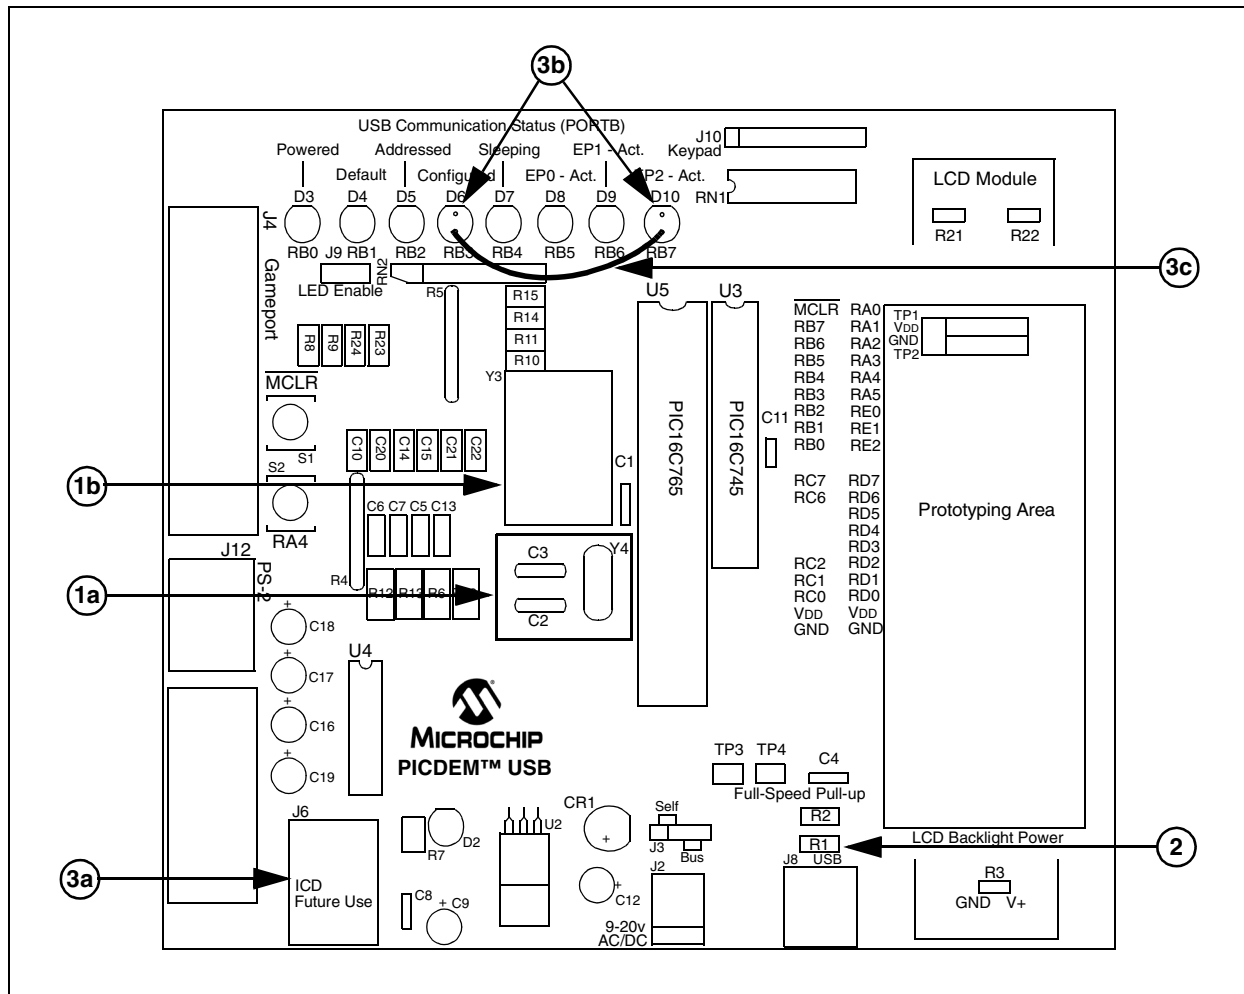 3b
USB Communication Status (PORTB)
Powered
Addressed
Sleeping
EP1 - Act.
Default
Configured
EP0 - Act.
EP2 - Act.
D3
D4
D5
D6
D7
D8
D9
D10
RB0
RB1
RB2
RB3
RB4
RB5
RB6
RB7
J10
Keypad
RN1
LCD Module
R21
R22
3c
J4
Gameport
J9
LED Enable
RN2
R5
R15
R14
R11
R10
Y3
R8
R9
R24
R23
MCLR
S1
S2
RA4
C10
C20
C14
C15
C21
C22
C1
1b
C6
C7
C5
C13
U5
PIC16C765
U3
PIC16C745
C11
MCLR RA0
RB7 RA1
RB6 RA2
RB5 RA3
RB4 RA4
RB3 RA5
RB2 RE0
RB1 RE1
RB0 RE2
RC7 RD7
RC6 RD6
RD5
RD4
RD3
RC2 RD2
RC1 RD1
RC0 RD0
VDD VDD
GND GND
TP1
VDD
GND
TP2
Prototyping Area
J12
PS-2
1a
R4
R12
R13
R6
C3
C2
Y4
C18
C17
C16
C19
U4
MICROCHIP
PICDEM™ USB
TP3
TP4
C4
Full-Speed Pull-up
R2
R1
LCD Backlight Power
2
J6
ICD
Future Use
3a
R7
D2
C8
C9
U2
CR1
C12
Self
J3
Bus
J2
9-20v
AC/DC
J8 USB
R3
GND V+